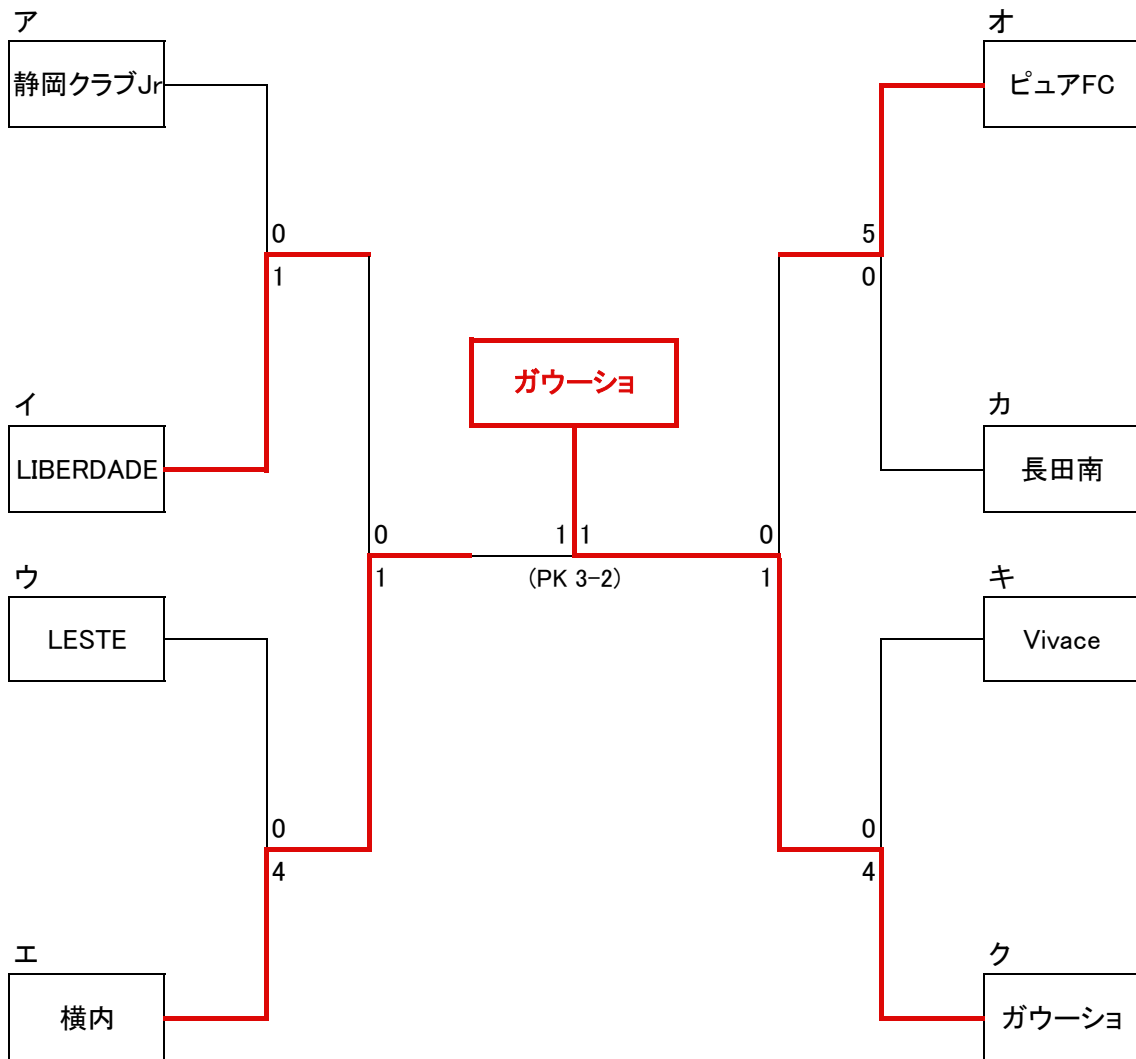 ア
オ
静岡クラブJr
ピュアFC
0
5
1
0
ガウーショ
イ
カ
LIBERDADE
長田南
0
1
1
0
1
(PK 3-2)
1
ウ
キ
LESTE
Vivace
0
0
4
4
エ
ク
横内
ガウーショ